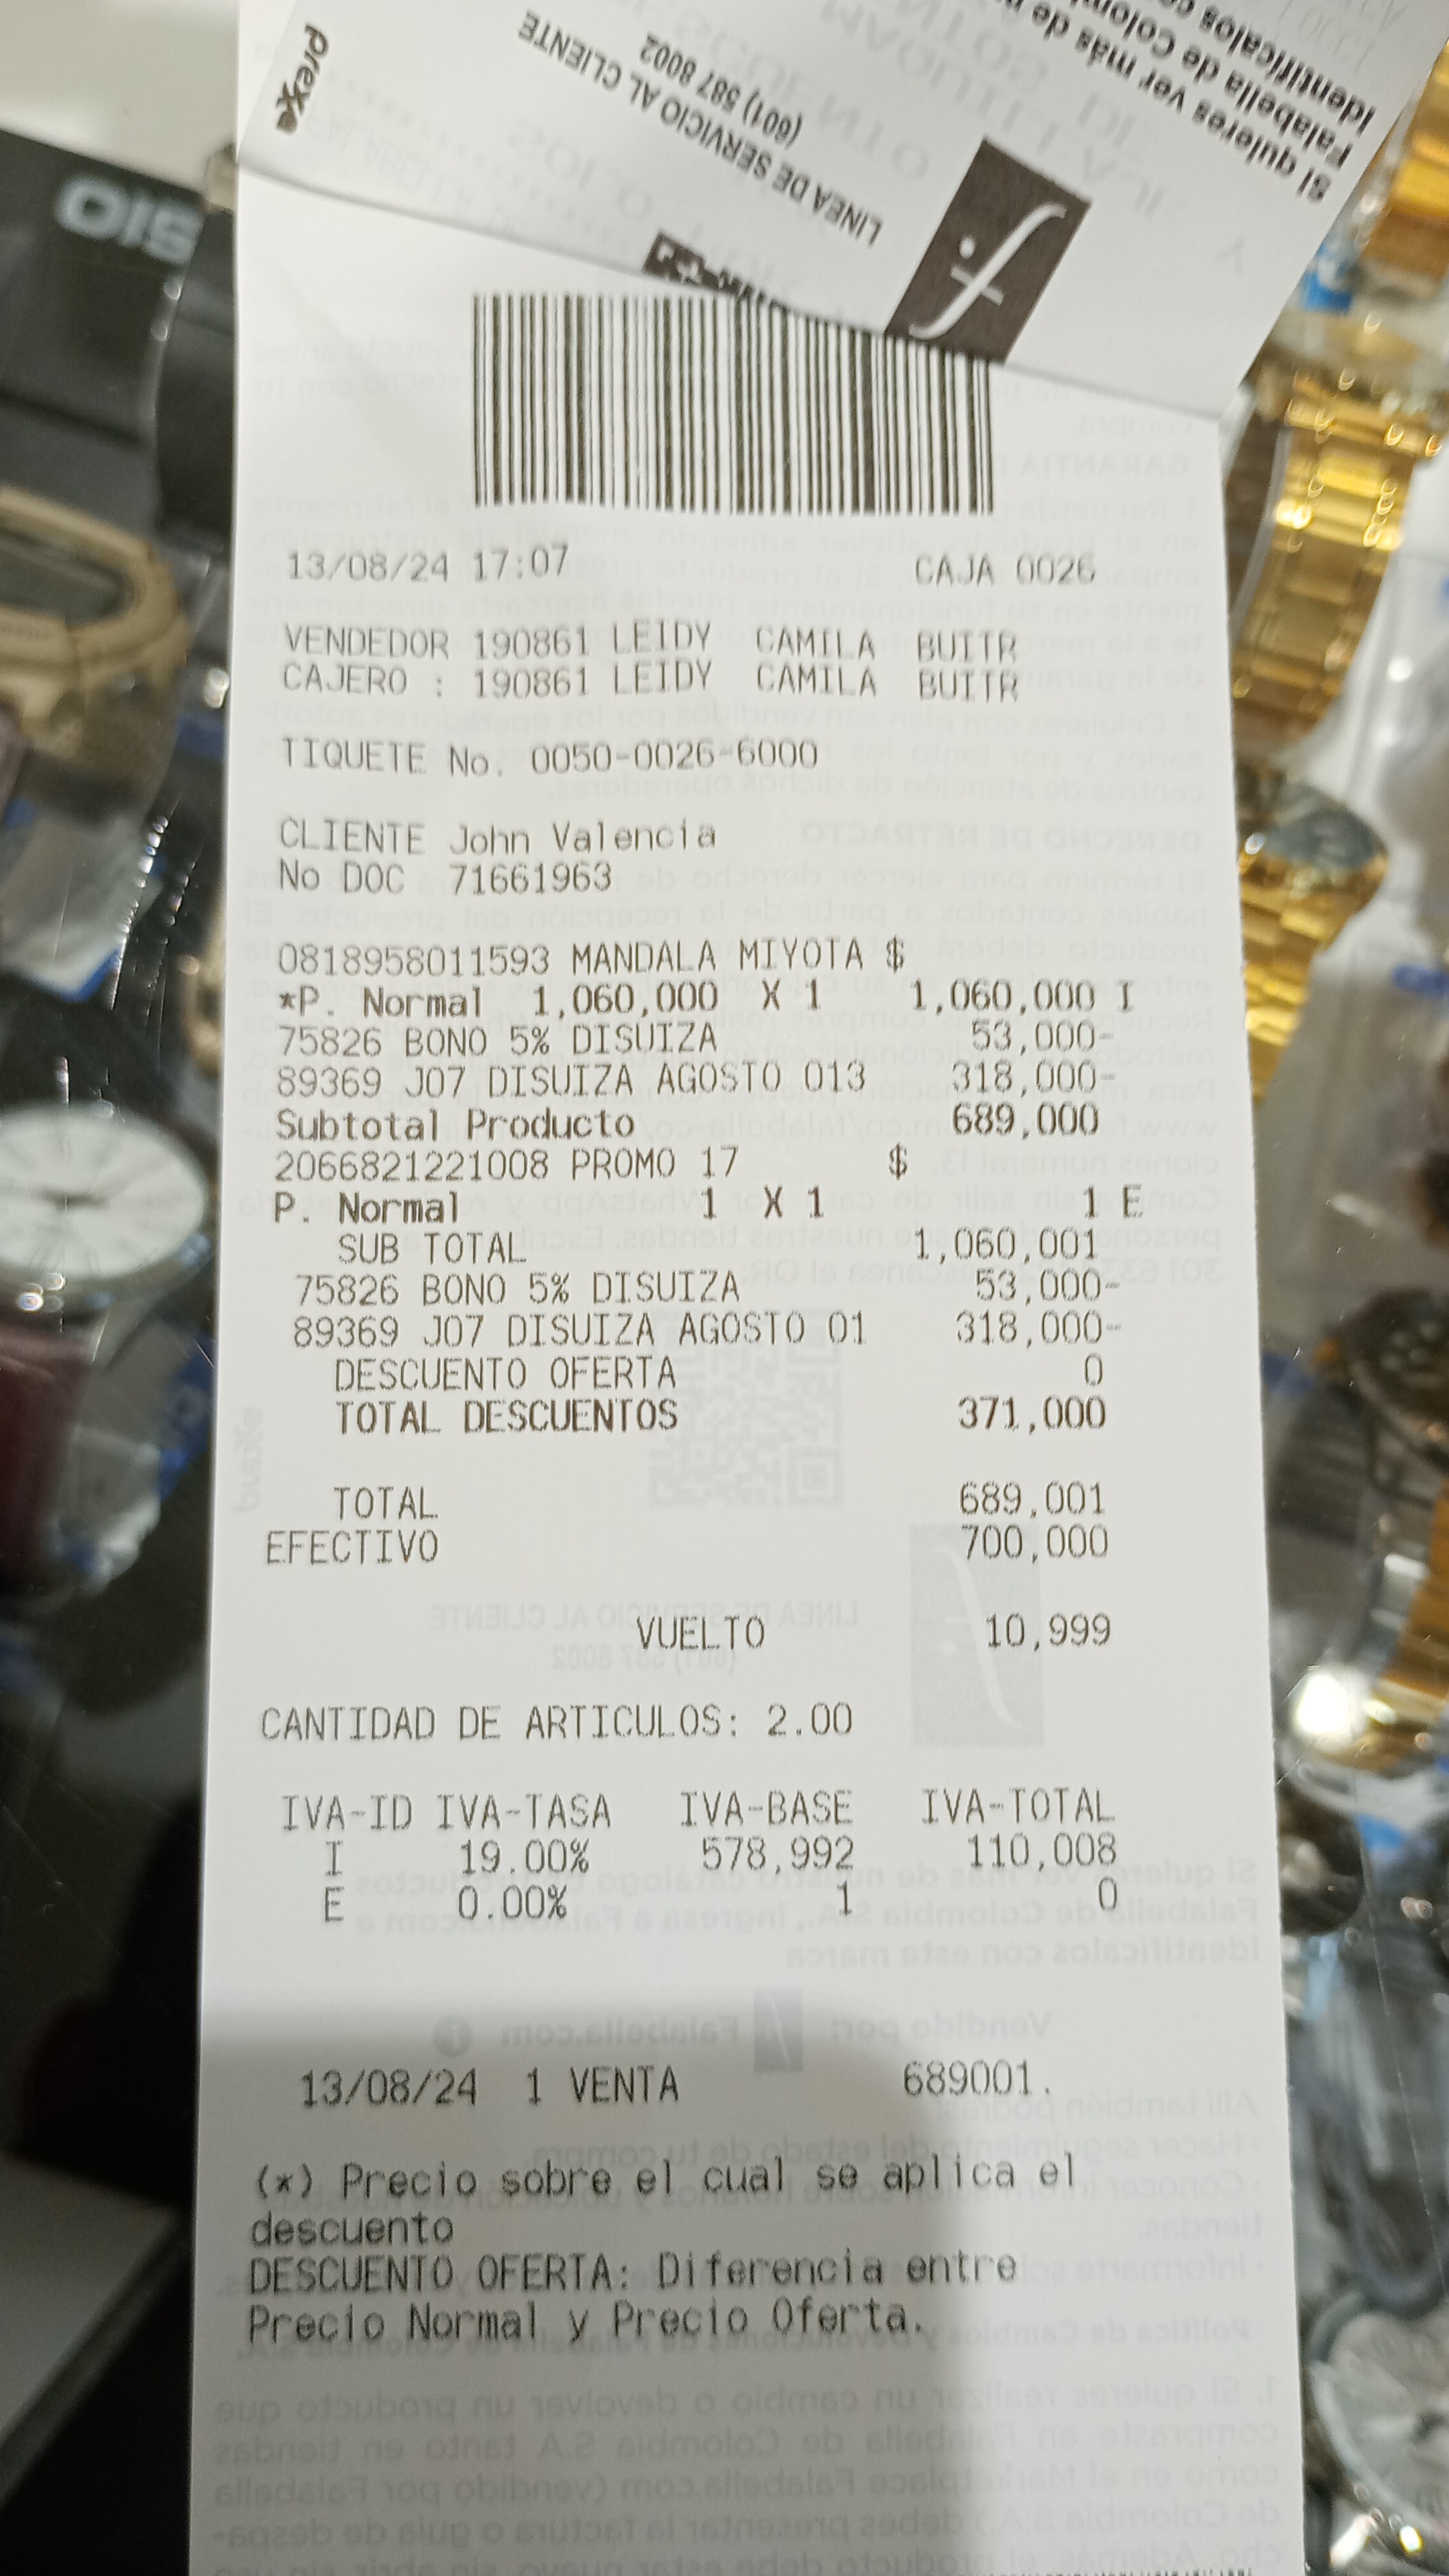 prexxa
Si quieres ver más de
Falabella de Colom
Identifícalos co
LINEA DE SERVICIO AL CLIENTE
(601) 587 8002
SIO
13/08/24 17:07 CAJA 0026
VENDEDOR 190861 LEIDY CAMILA BUITR
CAJERO : 190861 LEIDY CAMILA BUITR
TIQUETE No. 0050-0026-6000
CLIENTE John Valencia
No DOC 71661963
0818958011593 MANDALA MIYOTA $
*P. Normal 1,060,000 X 1 1,060,000 I
75826 BONO 5% DISUIZA 53,000-
89369 J07 DISUIZA AGOSTO 013 318,000-
Subtotal Producto 689,000
2066821221008 PROMO 17 $
P. Normal 1 X 1 1 E
SUB TOTAL 1,060,001
75826 BONO 5% DISUIZA 53,000-
89369 J07 DISUIZA AGOSTO 01 318,000-
DESCUENTO OFERTA 0
TOTAL DESCUENTOS 371,000
TOTAL 689,001
EFECTIVO 700,000
VUELTO 10,999
CANTIDAD DE ARTICULOS: 2.00
IVA-ID IVA-TASA IVA-BASE IVA-TOTAL
I 19.00% 578,992 110,008
E 0.00% 1 0
13/08/24 1 VENTA 689001.
(*) Precio sobre el cual se aplica el
descuento
DESCUENTO OFERTA: Diferencia entre
Precio Normal y Precio Oferta.